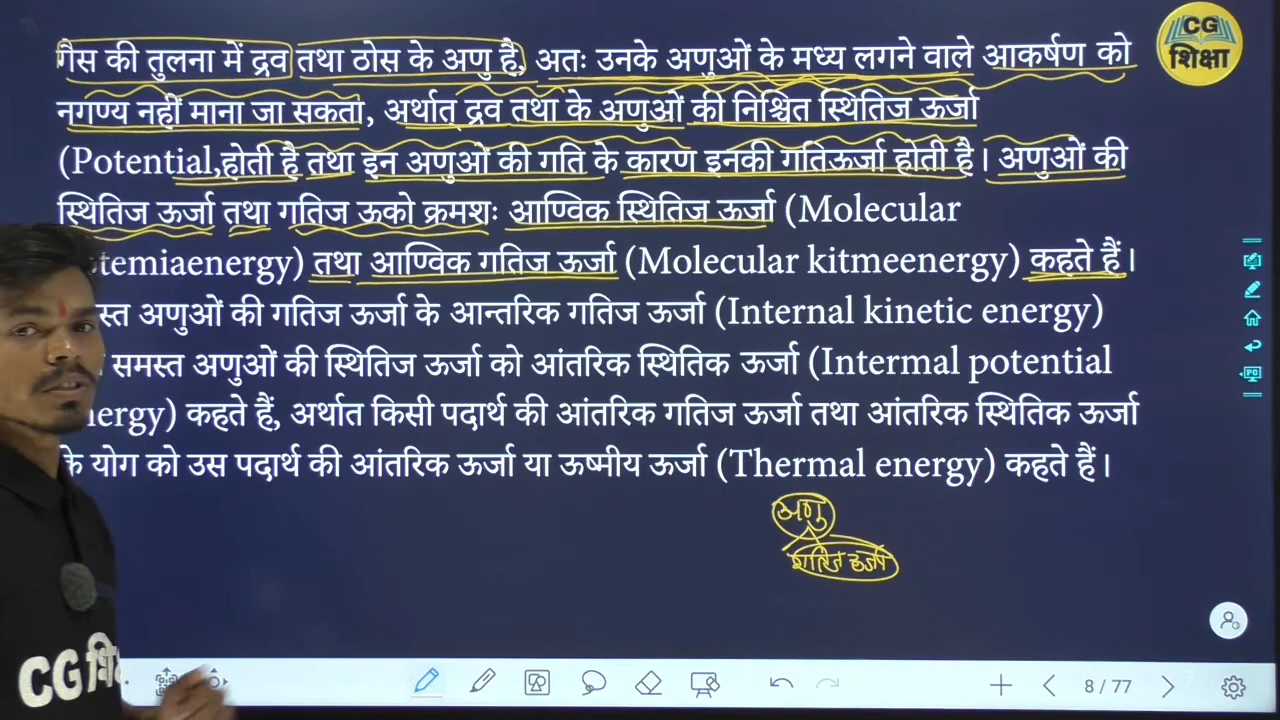 गैस की तुलना में द्रव तथा ठोस के अणु है, अतः उनके अणुओं के मध्य लगने वाले आकर्षण को
नगण्य नहीं माना जा सकता, अर्थात् द्रव तथा के अणुओं की निश्चित स्थितिज ऊर्जा
(Potential,होती है तथा इन अणुओं की गति के कारण इनकी गतिऊर्जा होती है। अणुओं की
स्थितिज ऊर्जा तथा गतिज ऊको क्रमशः आण्विक स्थितिज ऊर्जा (Molecular
temiaenergy) तथा आण्विक गतिज ऊर्जा (Molecular kitmeenergy) कहते हैं।
स्त अणुओं की गतिज ऊर्जा के आन्तरिक गतिज ऊर्जा (Internal kinetic energy)
समस्त अणुओं की स्थितिज ऊर्जा को आंतरिक स्थितिक ऊर्जा (Intermal potential
nergy) कहते हैं, अर्थात किसी पदार्थ की आंतरिक गतिज ऊर्जा तथा आंतरिक स्थितिक ऊर्जा
के योग को उस पदार्थ की आंतरिक ऊर्जा या ऊष्मीय ऊर्जा (Thermal energy) कहते हैं।
अणु
CG
शिक्षा
CG शि
PC
8 / 77